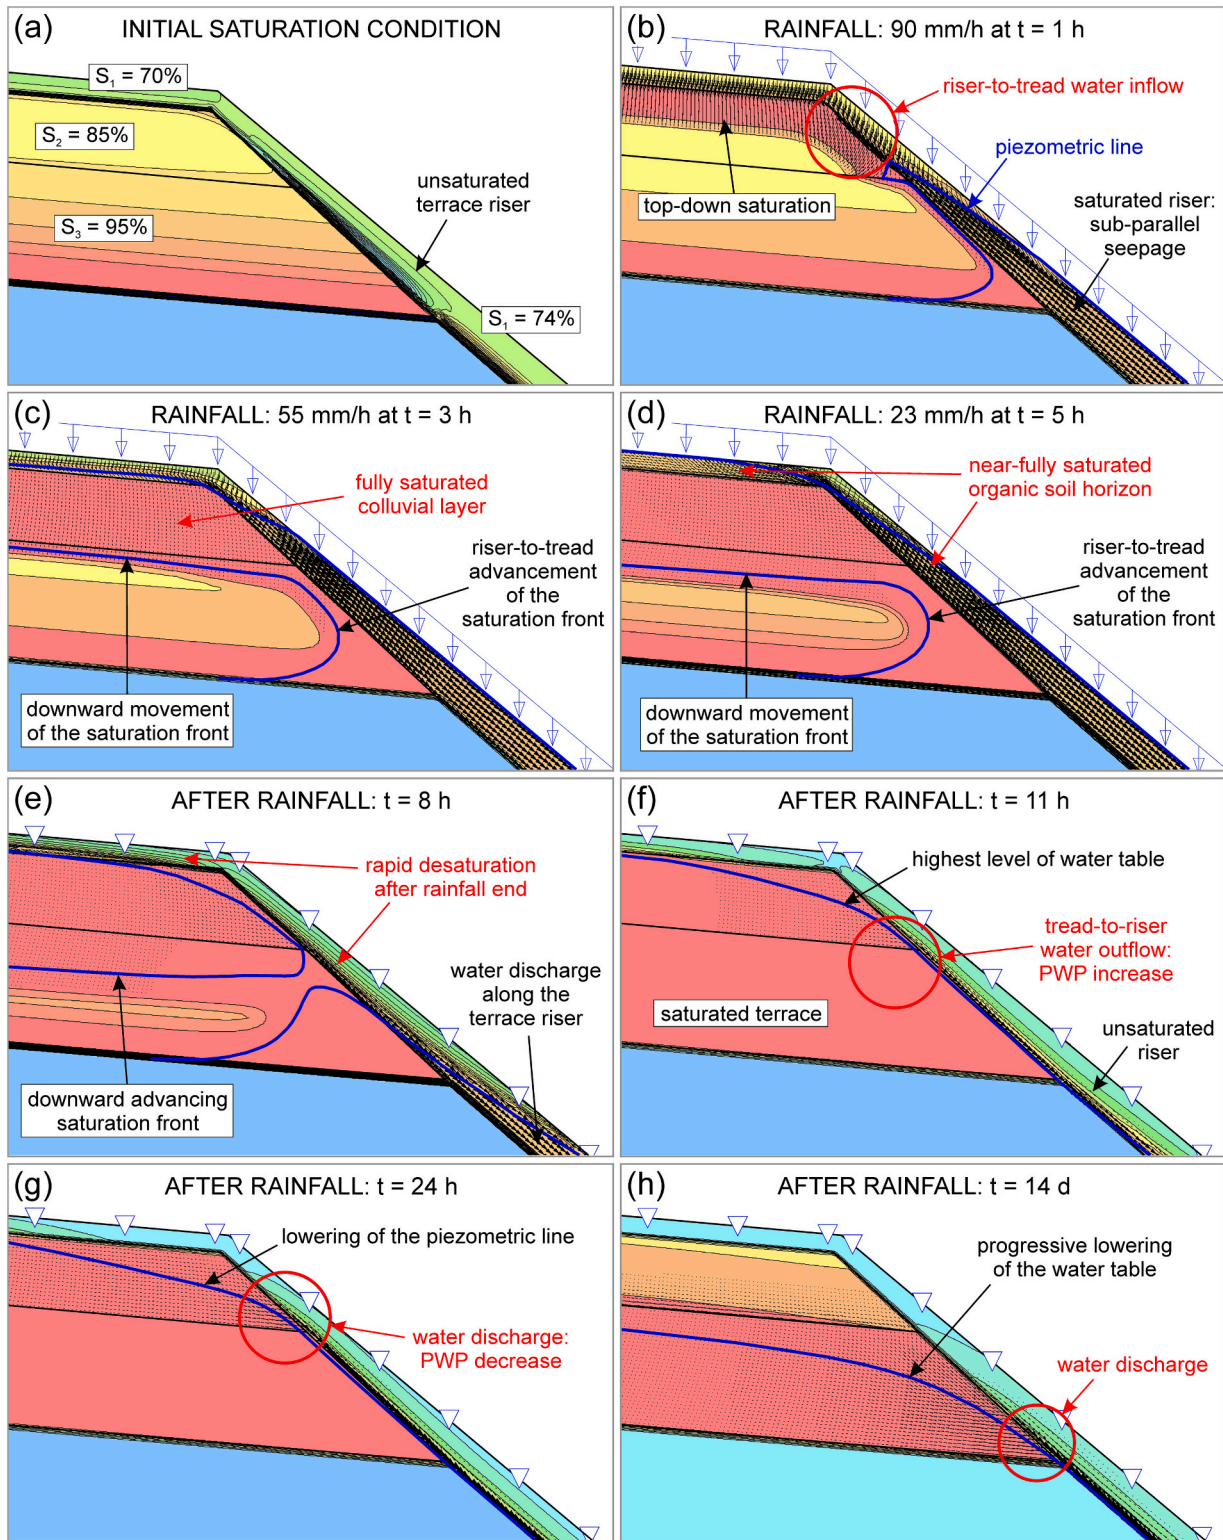 (a) INITIAL SATURATION CONDITION
S₁ = 70%
S₂ = 85%
S₃ = 95%
unsaturated
terrace riser
S₁ = 74%
(b) RAINFALL: 90 mm/h at t = 1 h
riser-to-tread water inflow
piezometric line
top-down saturation
saturated riser:
sub-parallel
seepage
(c) RAINFALL: 55 mm/h at t = 3 h
fully saturated
colluvial layer
riser-to-tread
advancement
of the
saturation front
downward movement
of the saturation front
(d) RAINFALL: 23 mm/h at t = 5 h
near-fully saturated
organic soil horizon
riser-to-tread
advancement
of the
saturation front
downward movement
of the saturation front
(e) AFTER RAINFALL: t = 8 h
rapid desaturation
after rainfall end
water discharge
along the
terrace riser
downward advancing
saturation front
(f) AFTER RAINFALL: t = 11 h
highest level of water table
tread-to-riser
water outflow:
PWP increase
saturated terrace
unsaturated
riser
(g) AFTER RAINFALL: t = 24 h
lowering of the piezometric line
water discharge:
PWP decrease
(h) AFTER RAINFALL: t = 14 d
progressive lowering
of the water table
water discharge